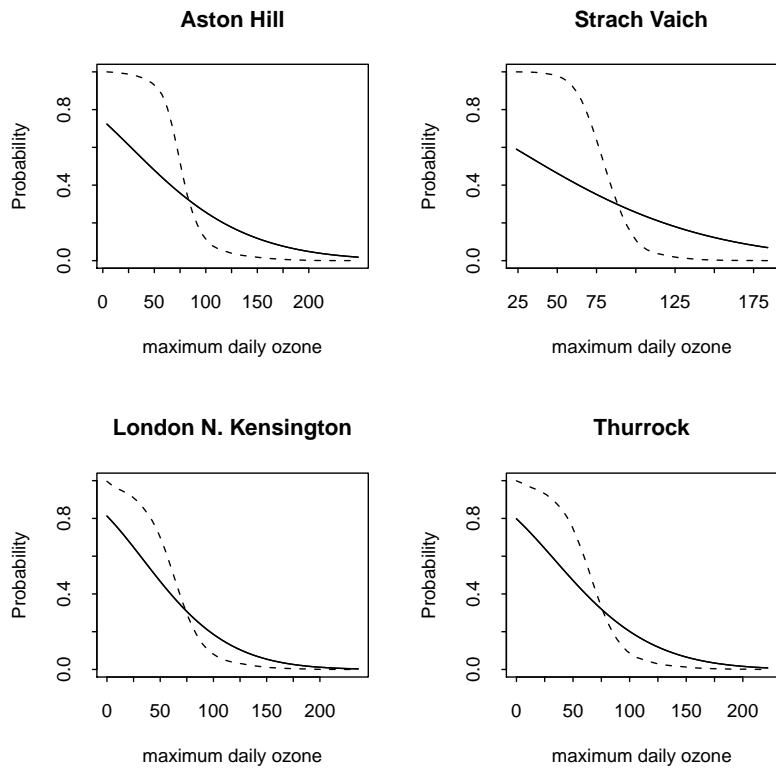 Aston Hill
Probability
0.0 0.4 0.8
0 50 100 150 200
maximum daily ozone
Strach Vaich
Probability
0.0 0.4 0.8
25 50 75 125 175
maximum daily ozone
London N. Kensington
Probability
0.0 0.4 0.8
0 50 100 150 200
maximum daily ozone
Thurrock
Probability
0.0 0.4 0.8
0 50 100 150 200
maximum daily ozone